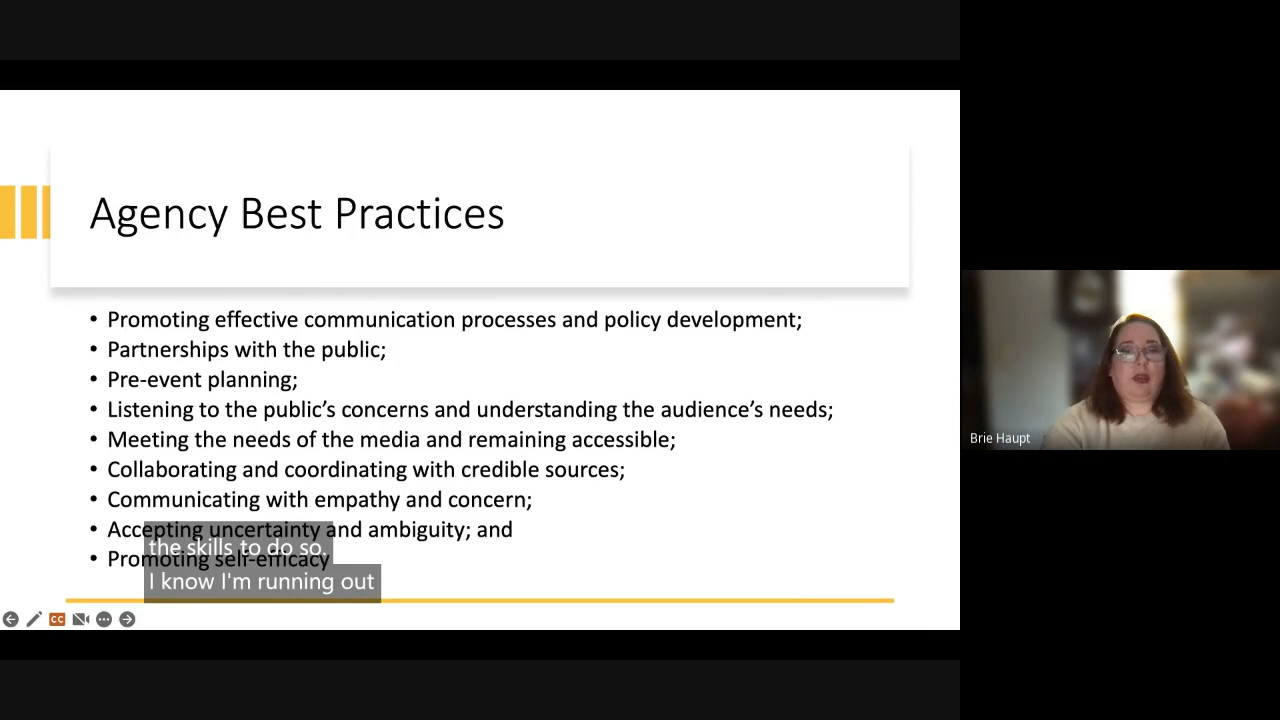 Agency Best Practices
• Promoting effective communication processes and policy development;
• Partnerships with the public;
• Pre-event planning;
• Listening to the public’s concerns and understanding the audience’s needs;
• Meeting the needs of the media and remaining accessible;
• Collaborating and coordinating with credible sources;
• Communicating with empathy and concern;
• Accepting uncertainty and ambiguity; and
the skills to do so.
• Promoting self-efficacy
I know I'm running out
CC
Brie Haupt